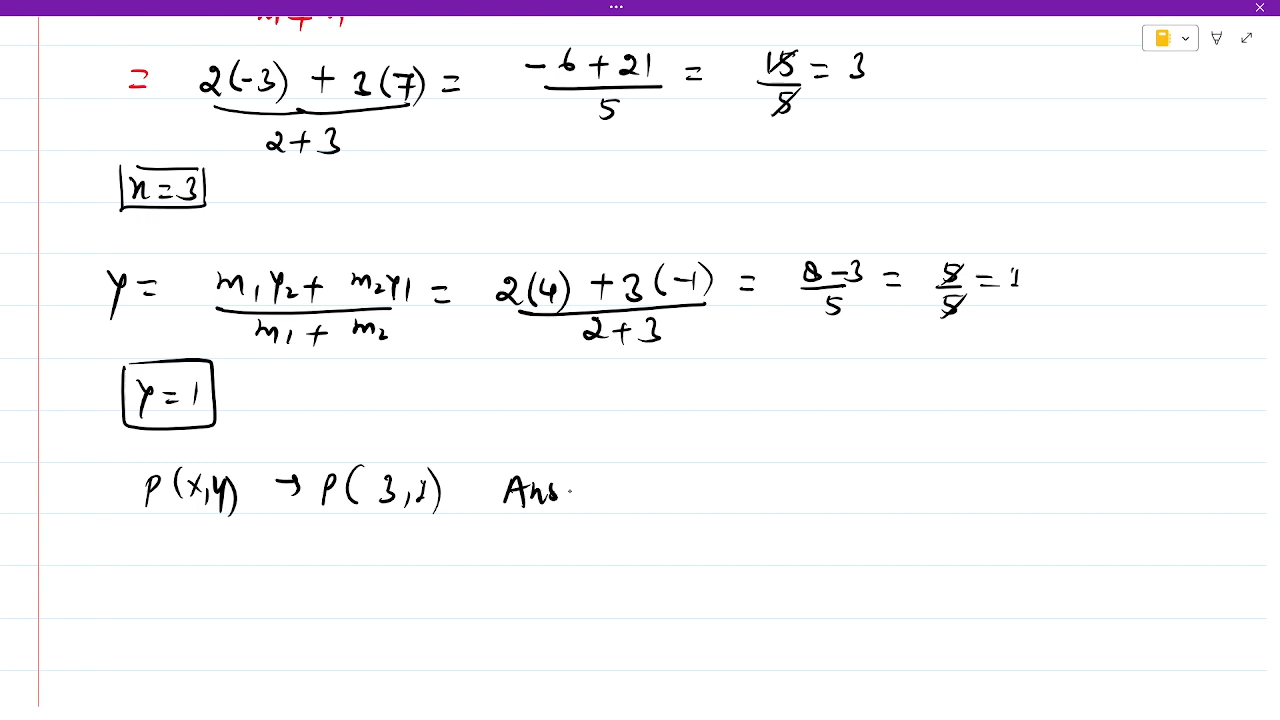 = 2(-3) + 3(7) / 2+3 = -6+21 / 5 = 15/5 = 3
x = 3
y = m₁y₂ + m₂y₁ / m₁ + m₂ = 2(4) + 3(-1) / 2+3 = 8-3 / 5 = 5/5 = 1
y = 1
P(x,y) → P(3,1) Ans.